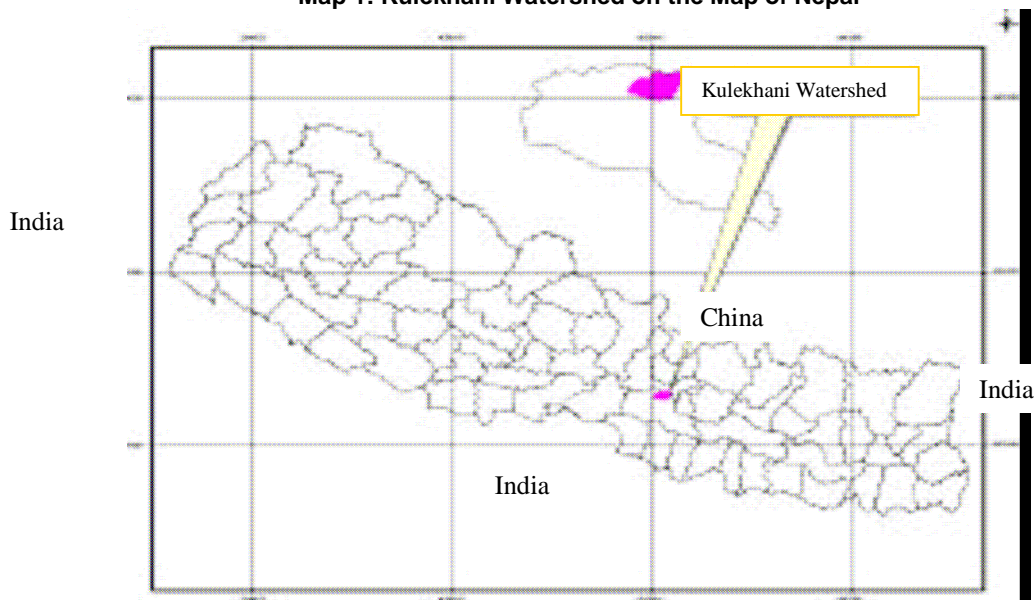 Map 1: Kulekhani Watershed on the Map of Nepal
Kulekhani Watershed
India
China
India
India